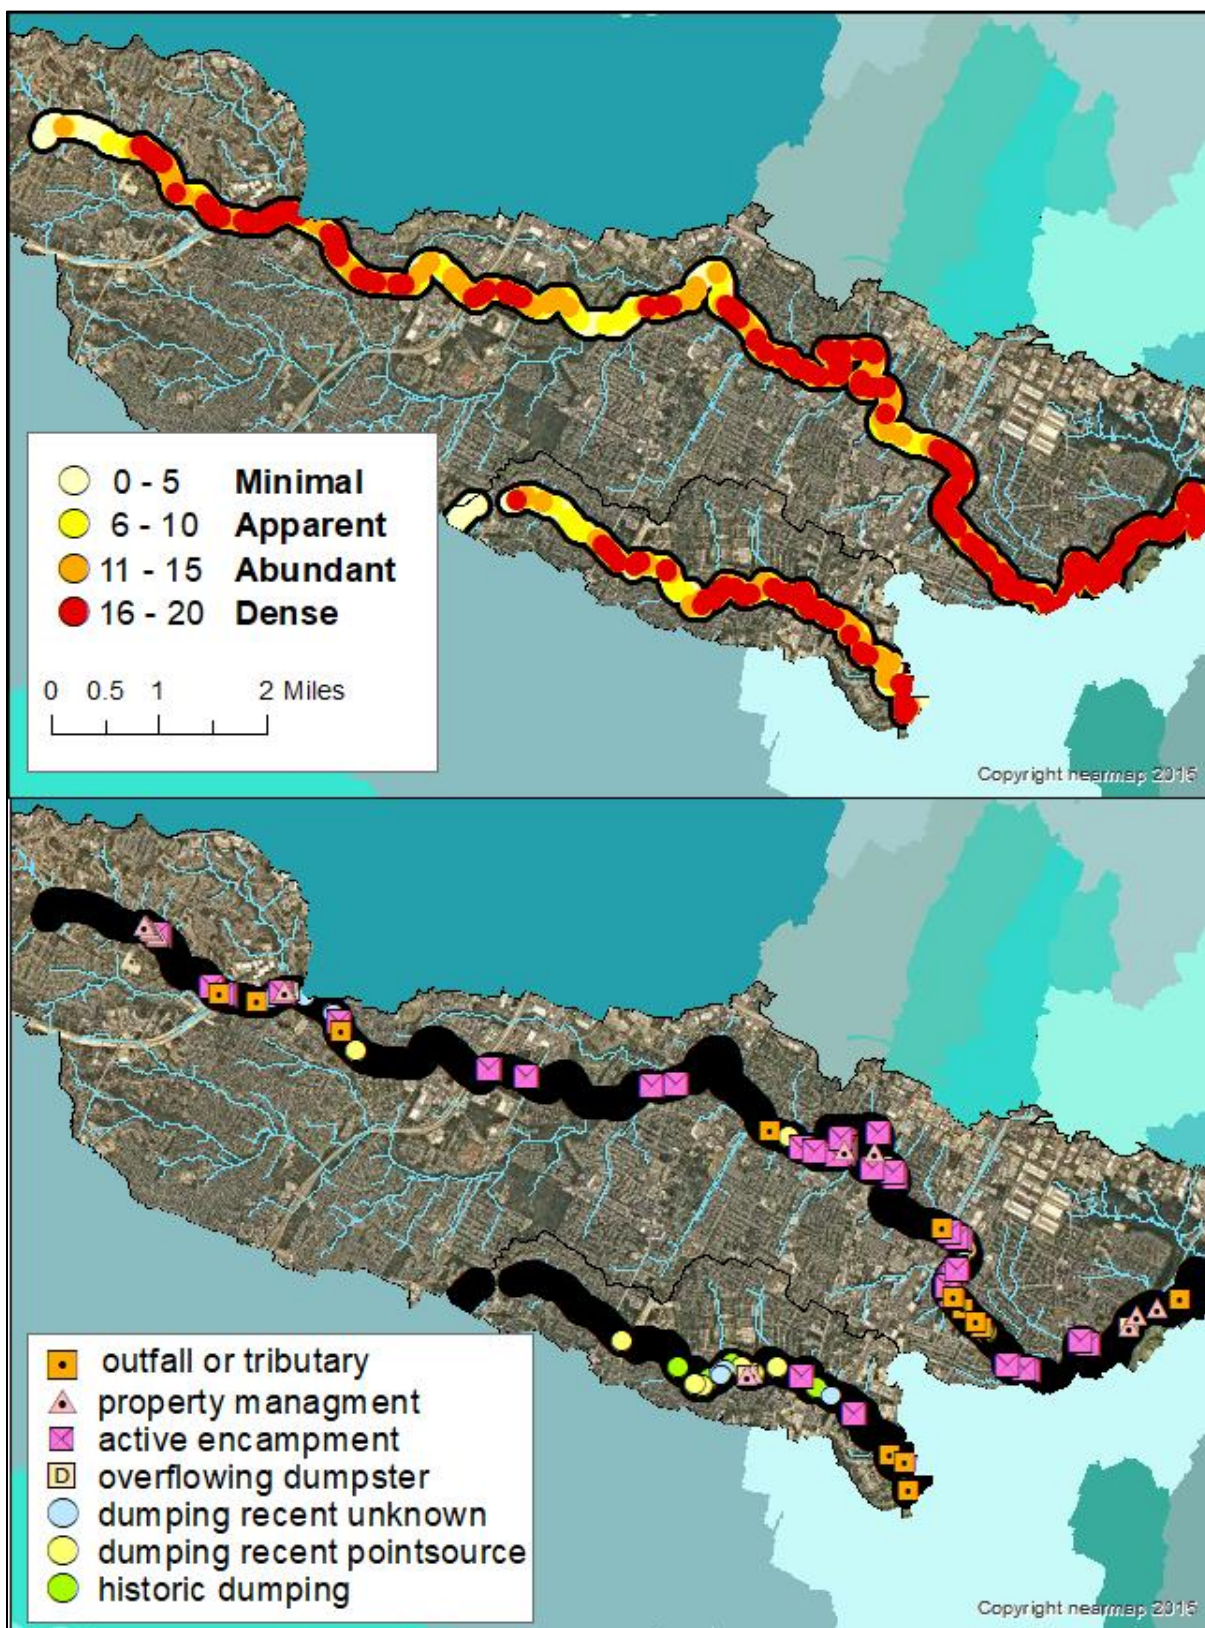 0 - 5 Minimal
6 - 10 Apparent
11 - 15 Abundant
16 - 20 Dense
0 0.5 1 2 Miles
Copyright nearmap 2015
outfall or tributary
property managment
active encampment
D overflowing dumpster
dumping recent unknown
dumping recent pointsource
historic dumping
Copyright nearmap 2015